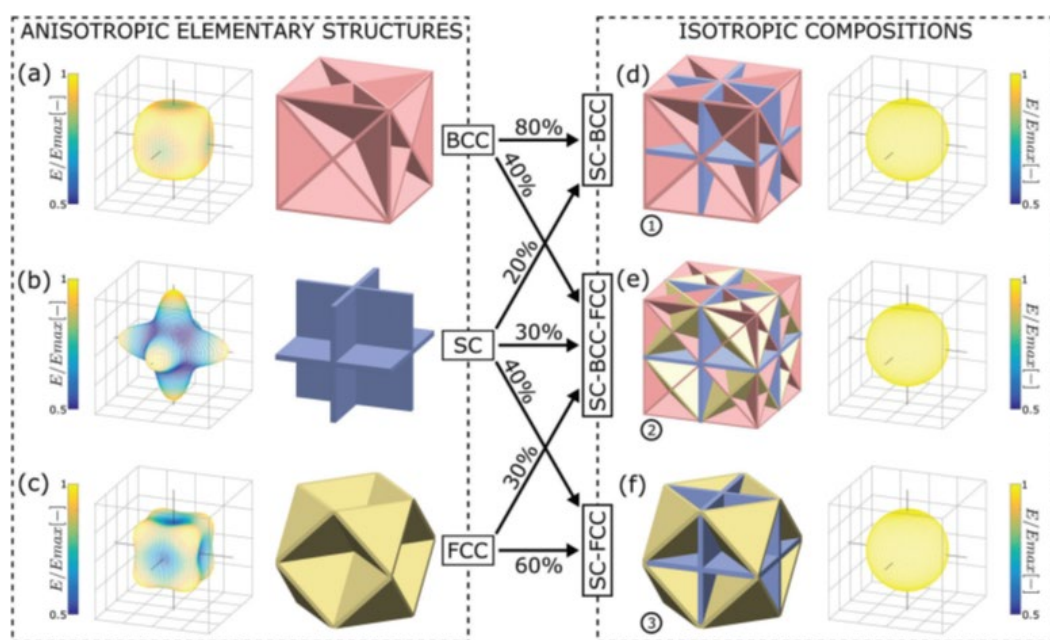 ANISOTROPIC ELEMENTARY STRUCTURES
ISOTROPIC COMPOSITIONS
(a)
1
E/Emax[-]
0.5
BCC
80%
40%
SC-BCC
(d)
1
1
E/Emax[-]
0.5
20%
(b)
1
E/Emax[-]
0.5
SC
30%
40%
SC-BCC-FCC
(e)
2
1
E/Emax[-]
0.5
30%
(c)
1
E/Emax[-]
0.5
FCC
60%
SC-FCC
(f)
3
1
E/Emax[-]
0.5